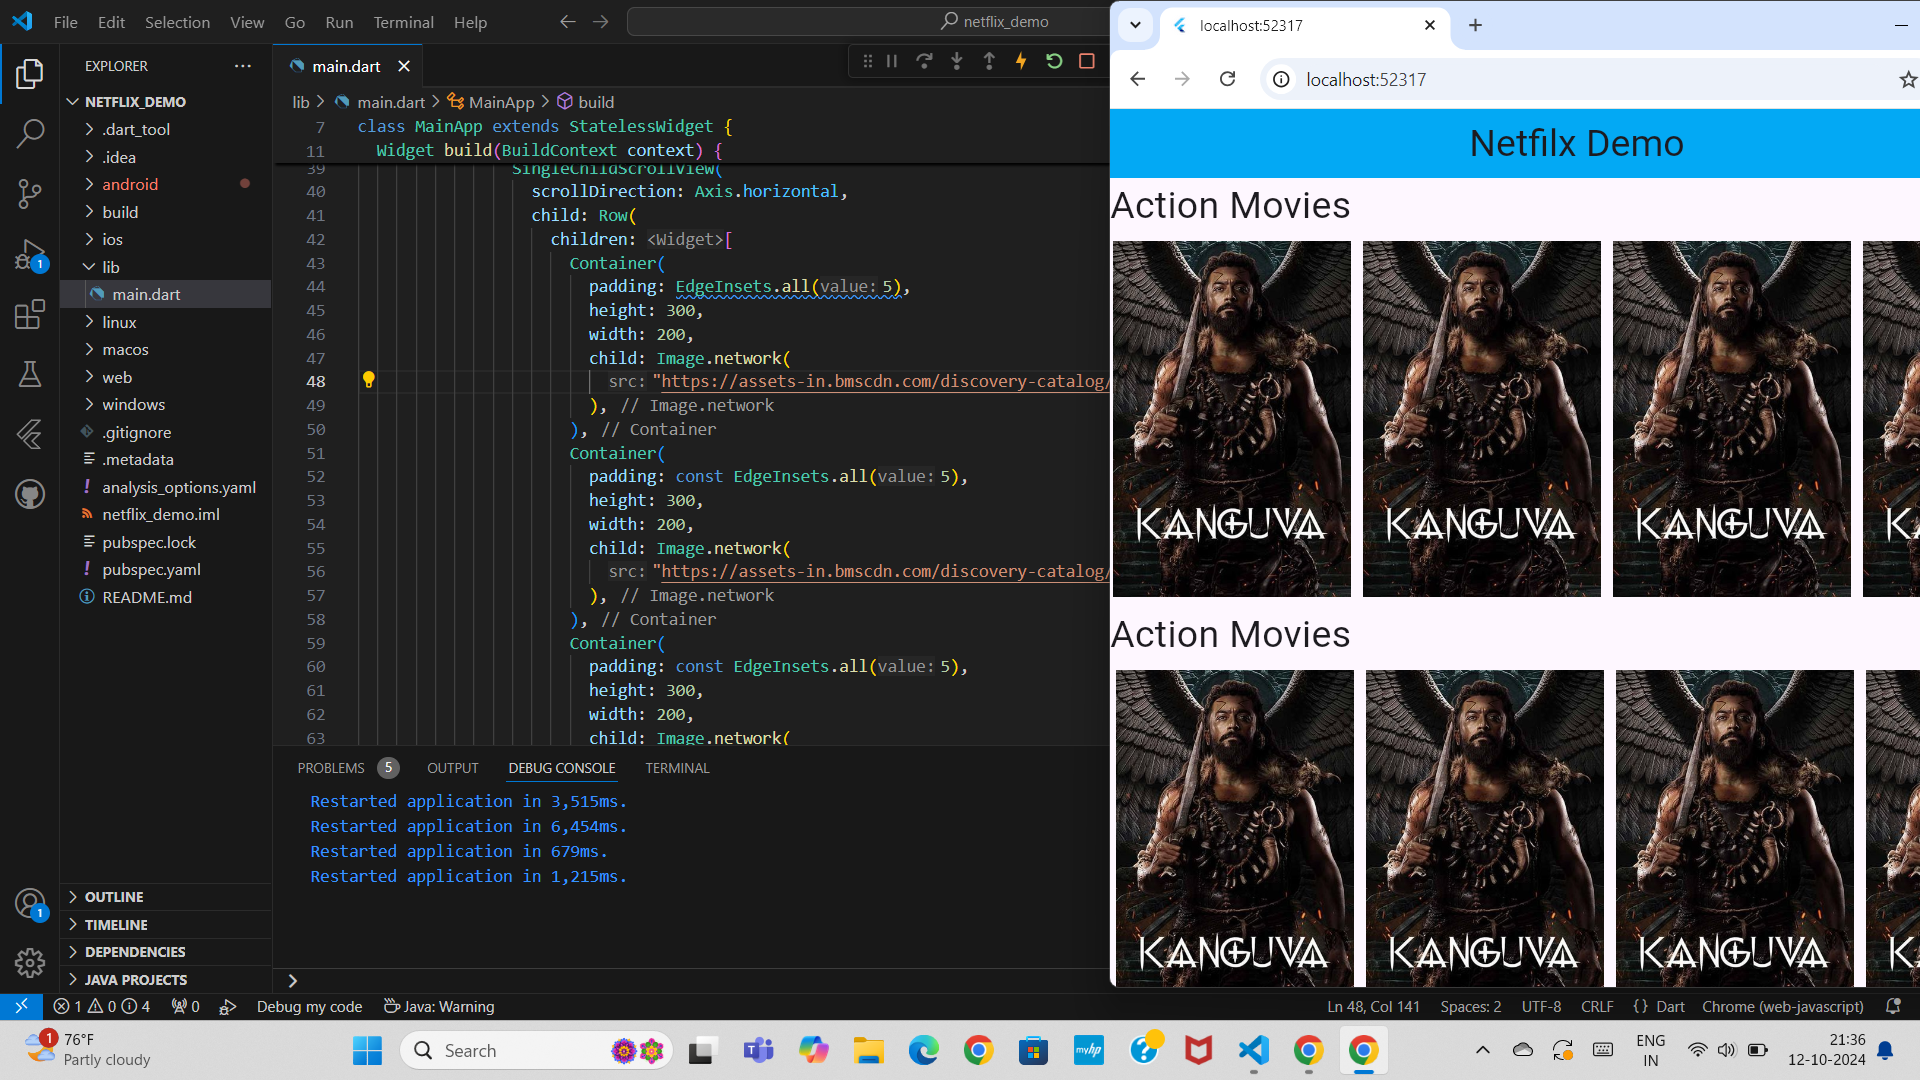 File Edit Selection View Go Run Terminal Help
netflix_demo
EXPLORER
NETFLIX_DEMO
.dart_tool
.idea
android
build
ios
lib
main.dart
linux
macos
web
windows
.gitignore
.metadata
analysis_options.yaml
netflix_demo.iml
pubspec.lock
pubspec.yaml
README.md
OUTLINE
TIMELINE
DEPENDENCIES
JAVA PROJECTS
1
1
main.dart
lib > main.dart > MainApp > build
7 class MainApp extends StatelessWidget {
11 Widget build(BuildContext context) {
39 SingleChildScrollView(
40 scrollDirection: Axis.horizontal,
41 child: Row(
42 children: <Widget>[
43 Container(
44 padding: EdgeInsets.all(value: 5),
45 height: 300,
46 width: 200,
47 child: Image.network(
48 src: "https://assets-in.bmscdn.com/discovery-catalog/
49 ), // Image.network
50 ), // Container
51 Container(
52 padding: const EdgeInsets.all(value: 5),
53 height: 300,
54 width: 200,
55 child: Image.network(
56 src: "https://assets-in.bmscdn.com/discovery-catalog/
57 ), // Image.network
58 ), // Container
59 Container(
60 padding: const EdgeInsets.all(value: 5),
61 height: 300,
62 width: 200,
63 child: Image.network(
PROBLEMS 5 OUTPUT DEBUG CONSOLE TERMINAL
Restarted application in 3,515ms.
Restarted application in 6,454ms.
Restarted application in 679ms.
Restarted application in 1,215ms.
localhost:52317
localhost:52317
Netfilx Demo
Action Movies
KANGUVA KANGUVA KANGUVA K
Action Movies
KANGUVA KANGUVA KANGUVA K
1 0 4 0 Debug my code Java: Warning
Ln 48, Col 141 Spaces: 2 UTF-8 CRLF {} Dart Chrome (web-javascript)
1
76°F
Partly cloudy
Search
T
myhp
?
ENG
IN
21:36
12-10-2024